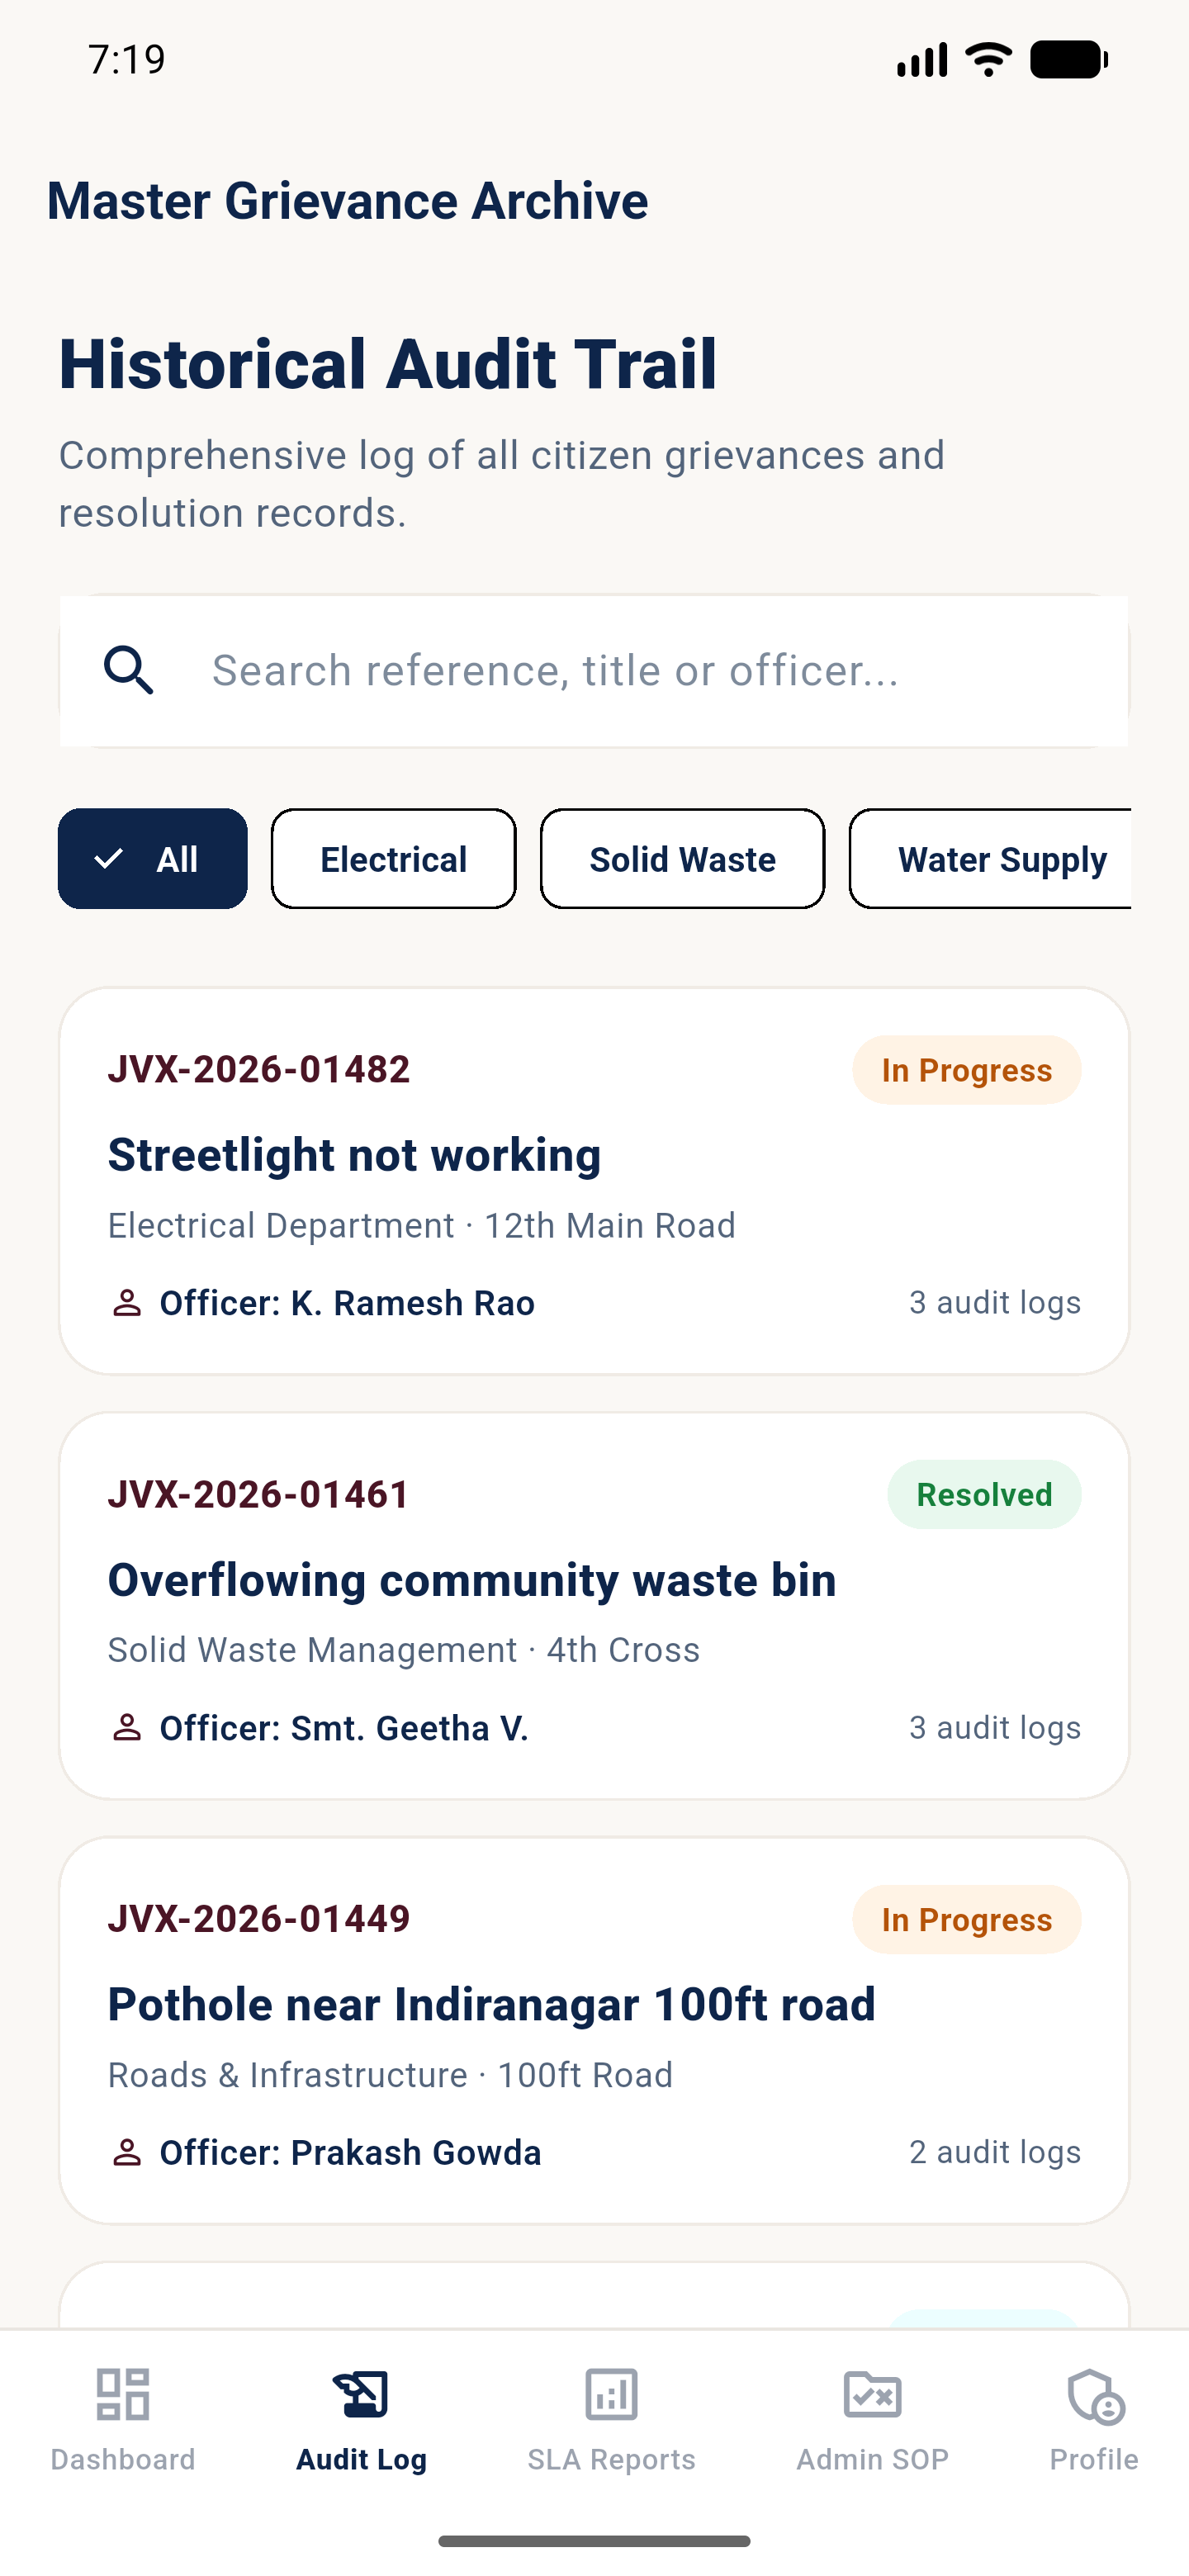 7:19
Master Grievance Archive
Historical Audit Trail
Comprehensive log of all citizen grievances and
resolution records.
Search reference, title or officer...
All
Electrical
Solid Waste
Water Supply
JVX-2026-01482
In Progress
Streetlight not working
Electrical Department · 12th Main Road
Officer: K. Ramesh Rao
3 audit logs
JVX-2026-01461
Resolved
Overflowing community waste bin
Solid Waste Management · 4th Cross
Officer: Smt. Geetha V.
3 audit logs
JVX-2026-01449
In Progress
Pothole near Indiranagar 100ft road
Roads & Infrastructure · 100ft Road
Officer: Prakash Gowda
2 audit logs
Dashboard
Audit Log
SLA Reports
Admin SOP
Profile